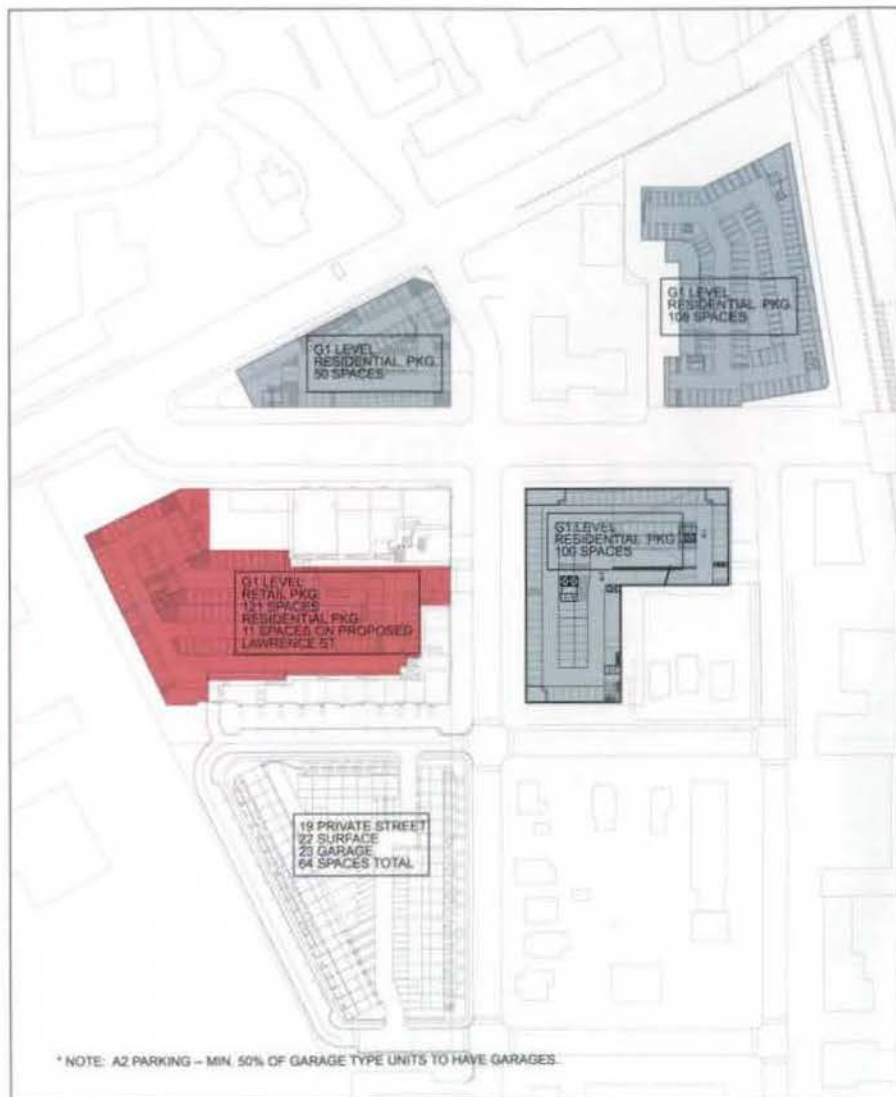 G1 LEVEL
RESIDENTIAL PKG.
108 SPACES
G1 LEVEL
RESIDENTIAL PKG.
50 SPACES
G1 LEVEL
RESIDENTIAL PKG
100 SPACES
G1 LEVEL
RETAIL PKG.
121 SPACES
RESIDENTIAL PKG.
11 SPACES ON PROPOSED
LAWRENCE ST.
19 PRIVATE STREET
22 SURFACE
23 GARAGE
64 SPACES TOTAL
* NOTE: A2 PARKING – MIN. 50% OF GARAGE TYPE UNITS TO HAVE GARAGES.